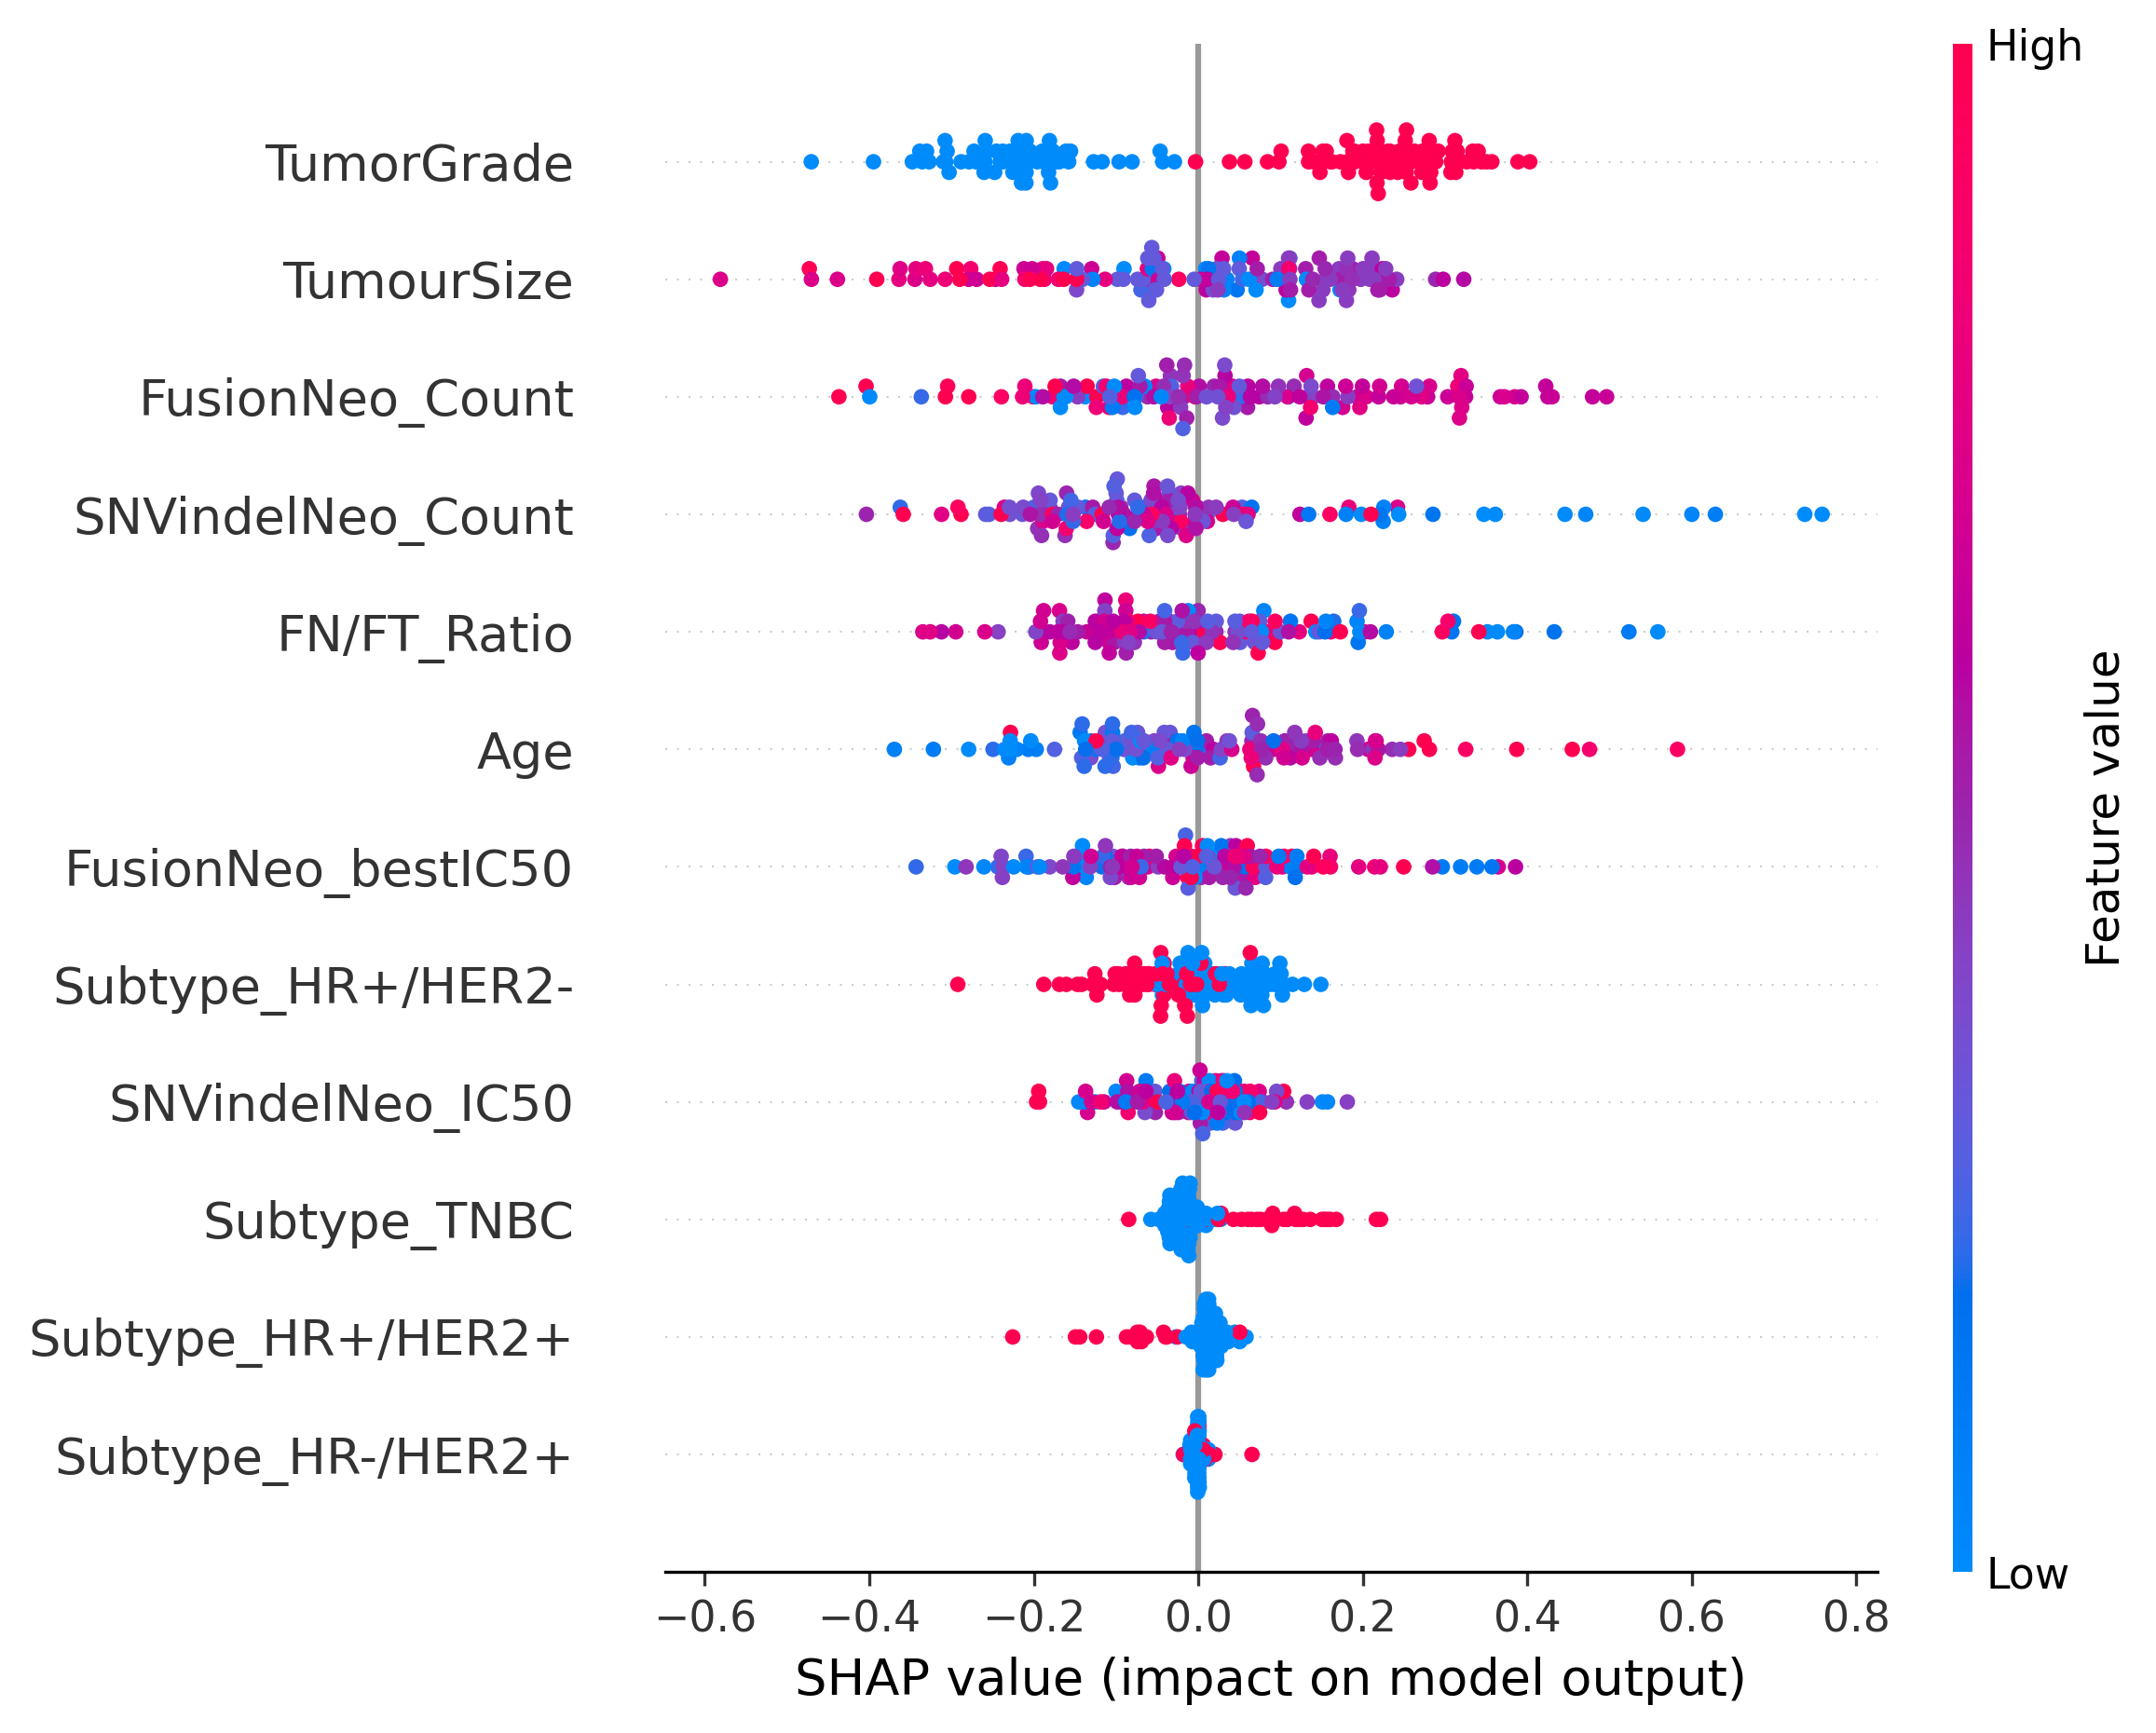 High
TumorGrade
TumourSize
FusionNeo_Count
SNVindelNeo_Count
FN/FT_Ratio
Age
FusionNeo_bestIC50
Subtype_HR+/HER2-
SNVindelNeo_IC50
Subtype_TNBC
Subtype_HR+/HER2+
Subtype_HR-/HER2+
Feature value
Low
−0.6 −0.4 −0.2 0.0 0.2 0.4 0.6 0.8
SHAP value (impact on model output)